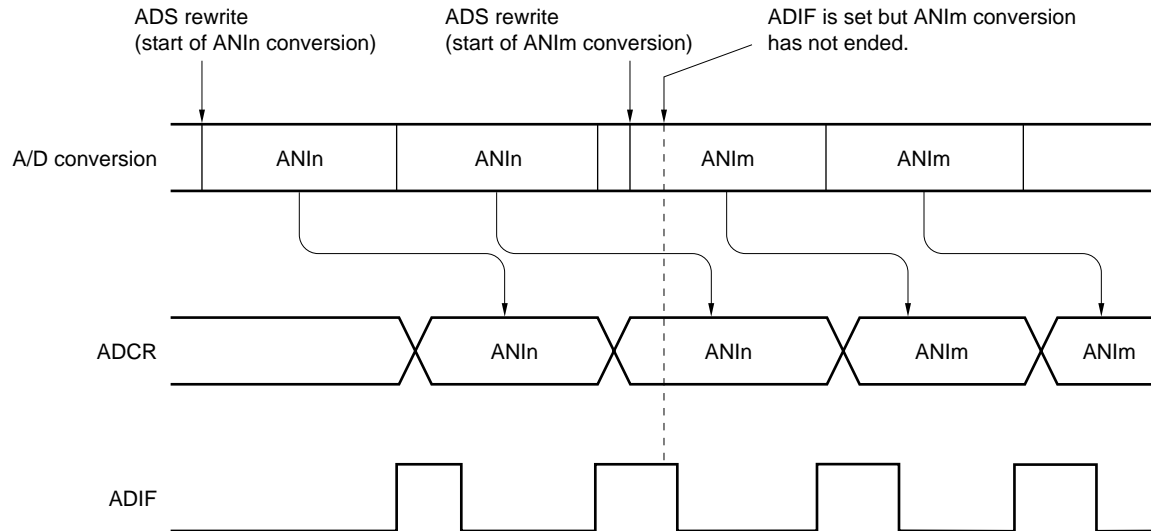 ADS rewrite
(start of ANIn conversion)
ADS rewrite
(start of ANIm conversion)
ADIF is set but ANIm conversion
has not ended.
A/D conversion
ANIn
ANIn
ANIm
ANIm
ADCR
ANIn
ANIn
ANIm
ANIm
ADIF